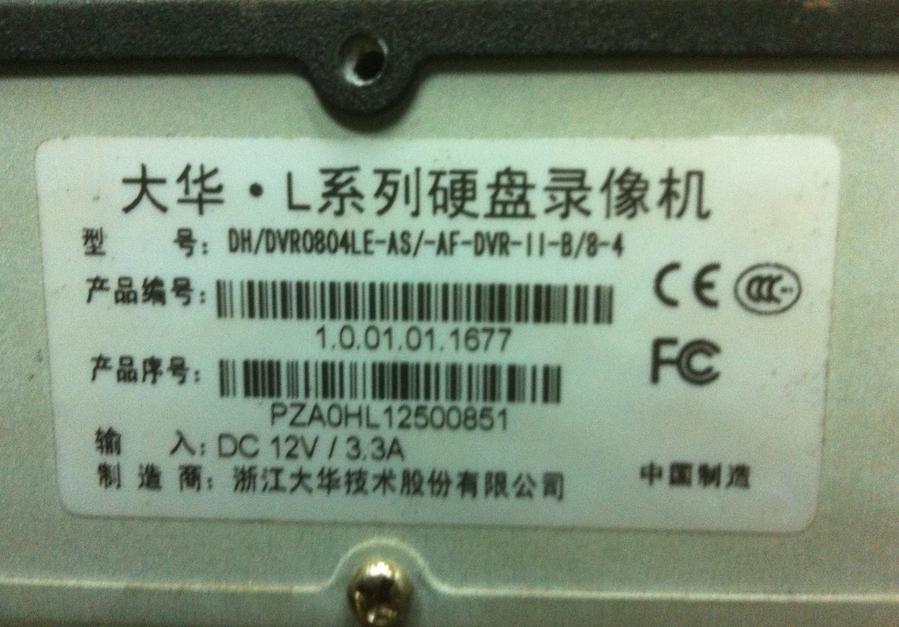 大华·L系列硬盘录像机
型 号: DH/DVR0804LE-AS/-AF-DVR-II-B/8-4
产品编号:
1.0.01.01.1677
CE CCC
产品序号:
PZA0HL12500851
FC
输 入: DC 12V / 3.3A
制 造 商: 浙江大华技术股份有限公司
中国制造